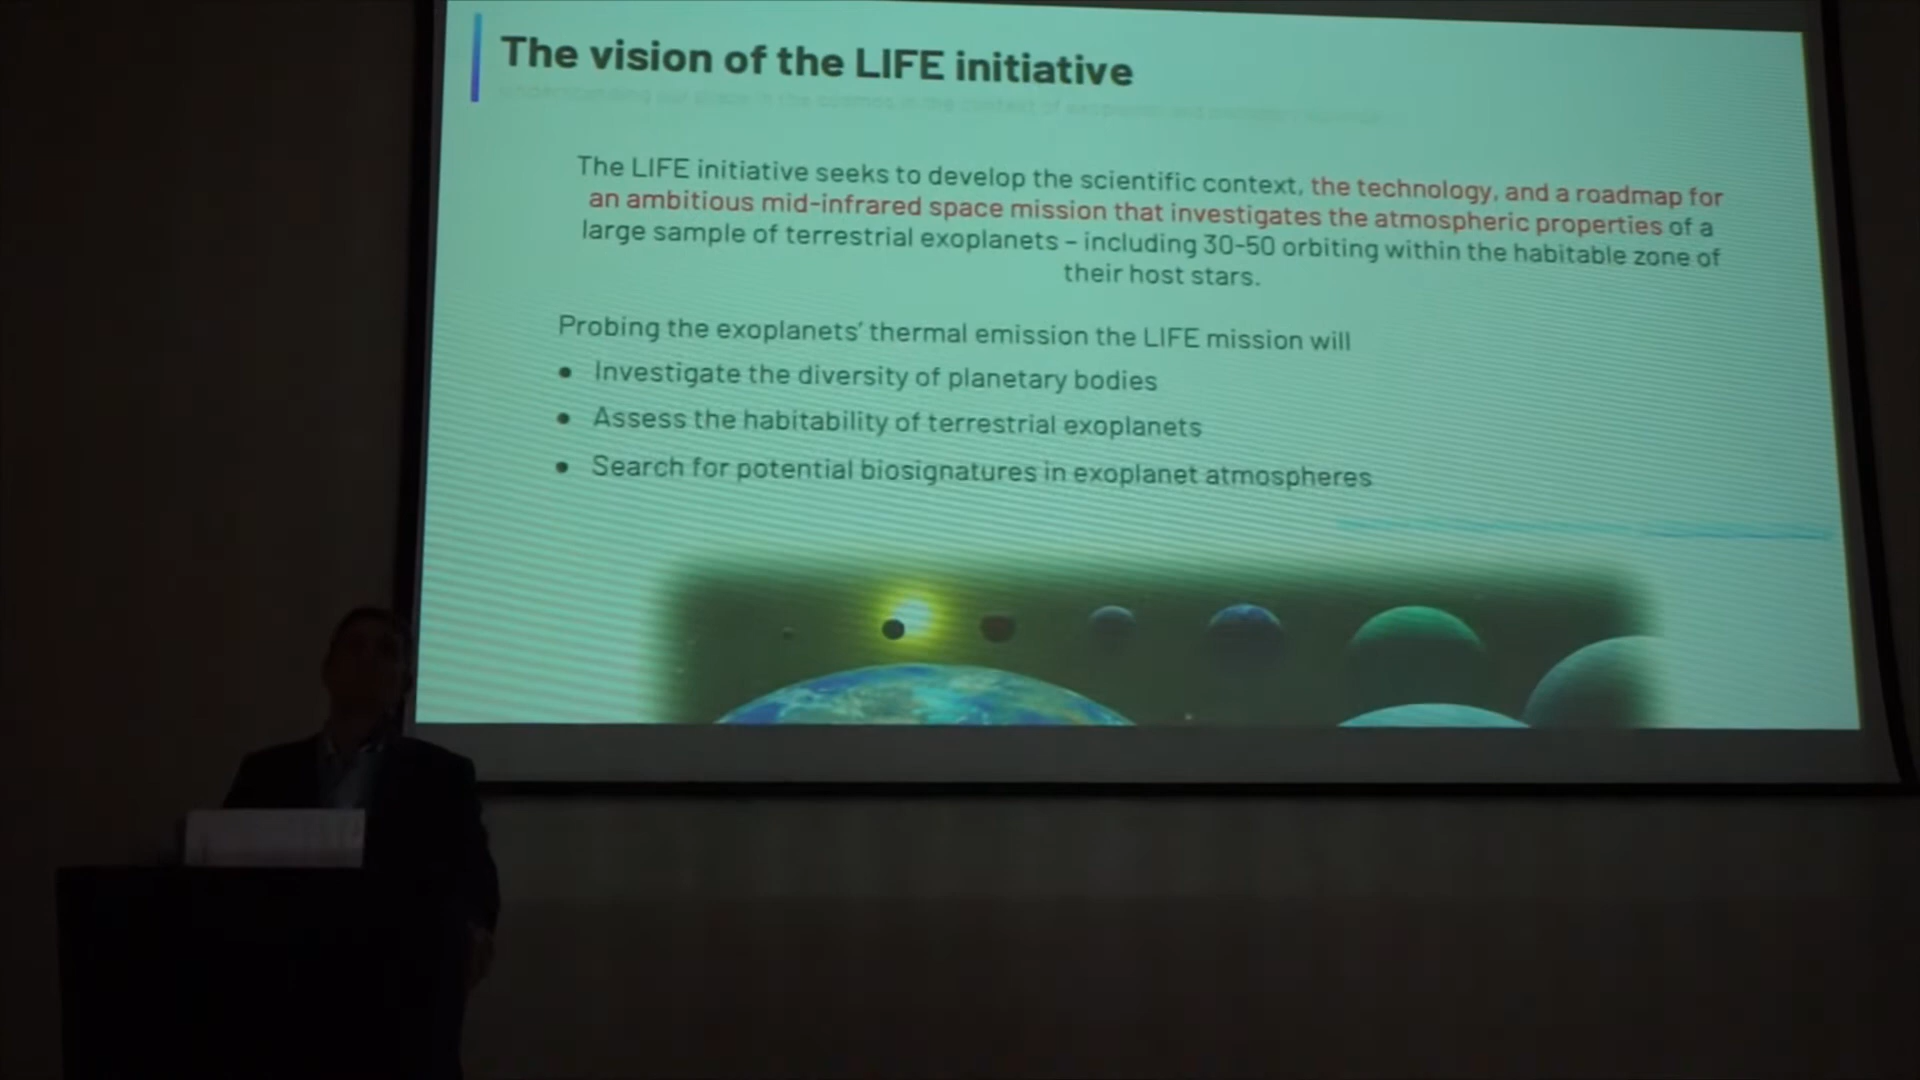 The vision of the LIFE initiative
The LIFE initiative seeks to develop the scientific context, the technology, and a roadmap for
an ambitious mid-infrared space mission that investigates the atmospheric properties of a
large sample of terrestrial exoplanets – including 30-50 orbiting within the habitable zone of
their host stars.
Probing the exoplanets’ thermal emission the LIFE mission will
● Investigate the diversity of planetary bodies
● Assess the habitability of terrestrial exoplanets
● Search for potential biosignatures in exoplanet atmospheres